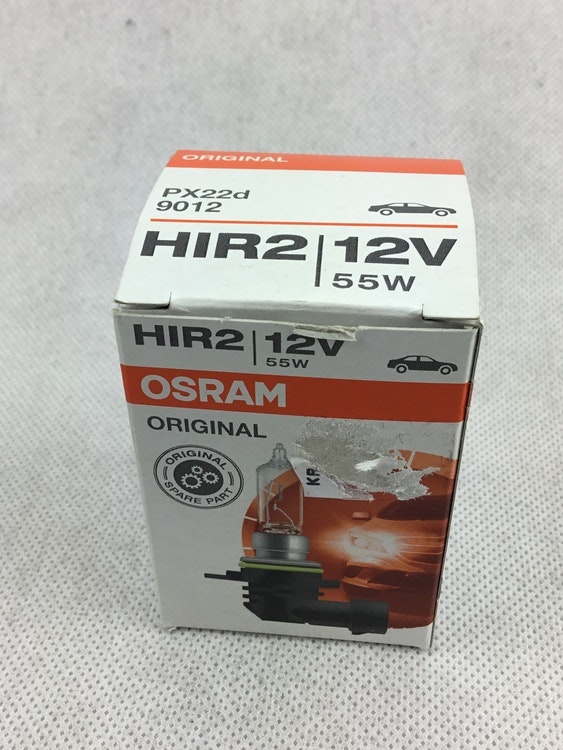 ORIGINAL
PX22d
9012
HIR2 | 12V
55W
HIR2 | 12V
55W
OSRAM
ORIGINAL
ORIGINAL
SPARE PART